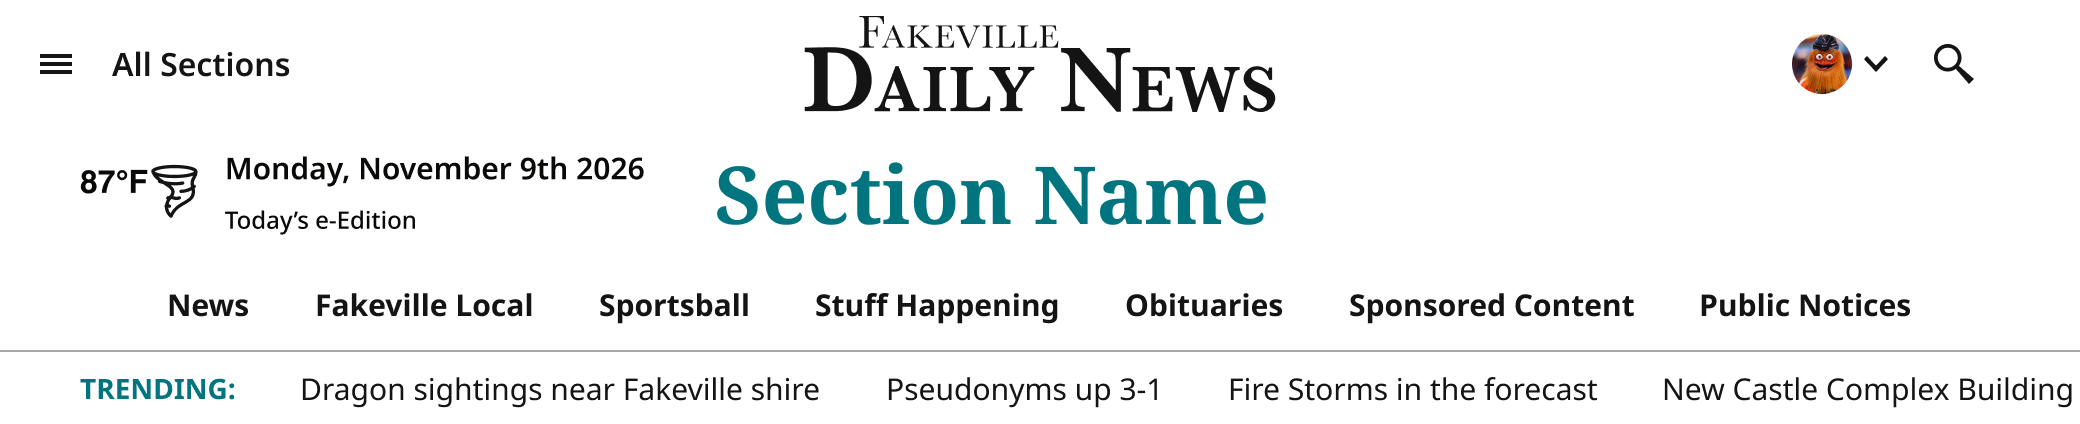 All Sections
Fakeville
Daily News
87°F
Monday, November 9th 2026
Today's e-Edition
Section Name
News Fakeville Local Sportsball Stuff Happening Obituaries Sponsored Content Public Notices
TRENDING: Dragon sightings near Fakeville shire Pseudonyms up 3-1 Fire Storms in the forecast New Castle Complex Building